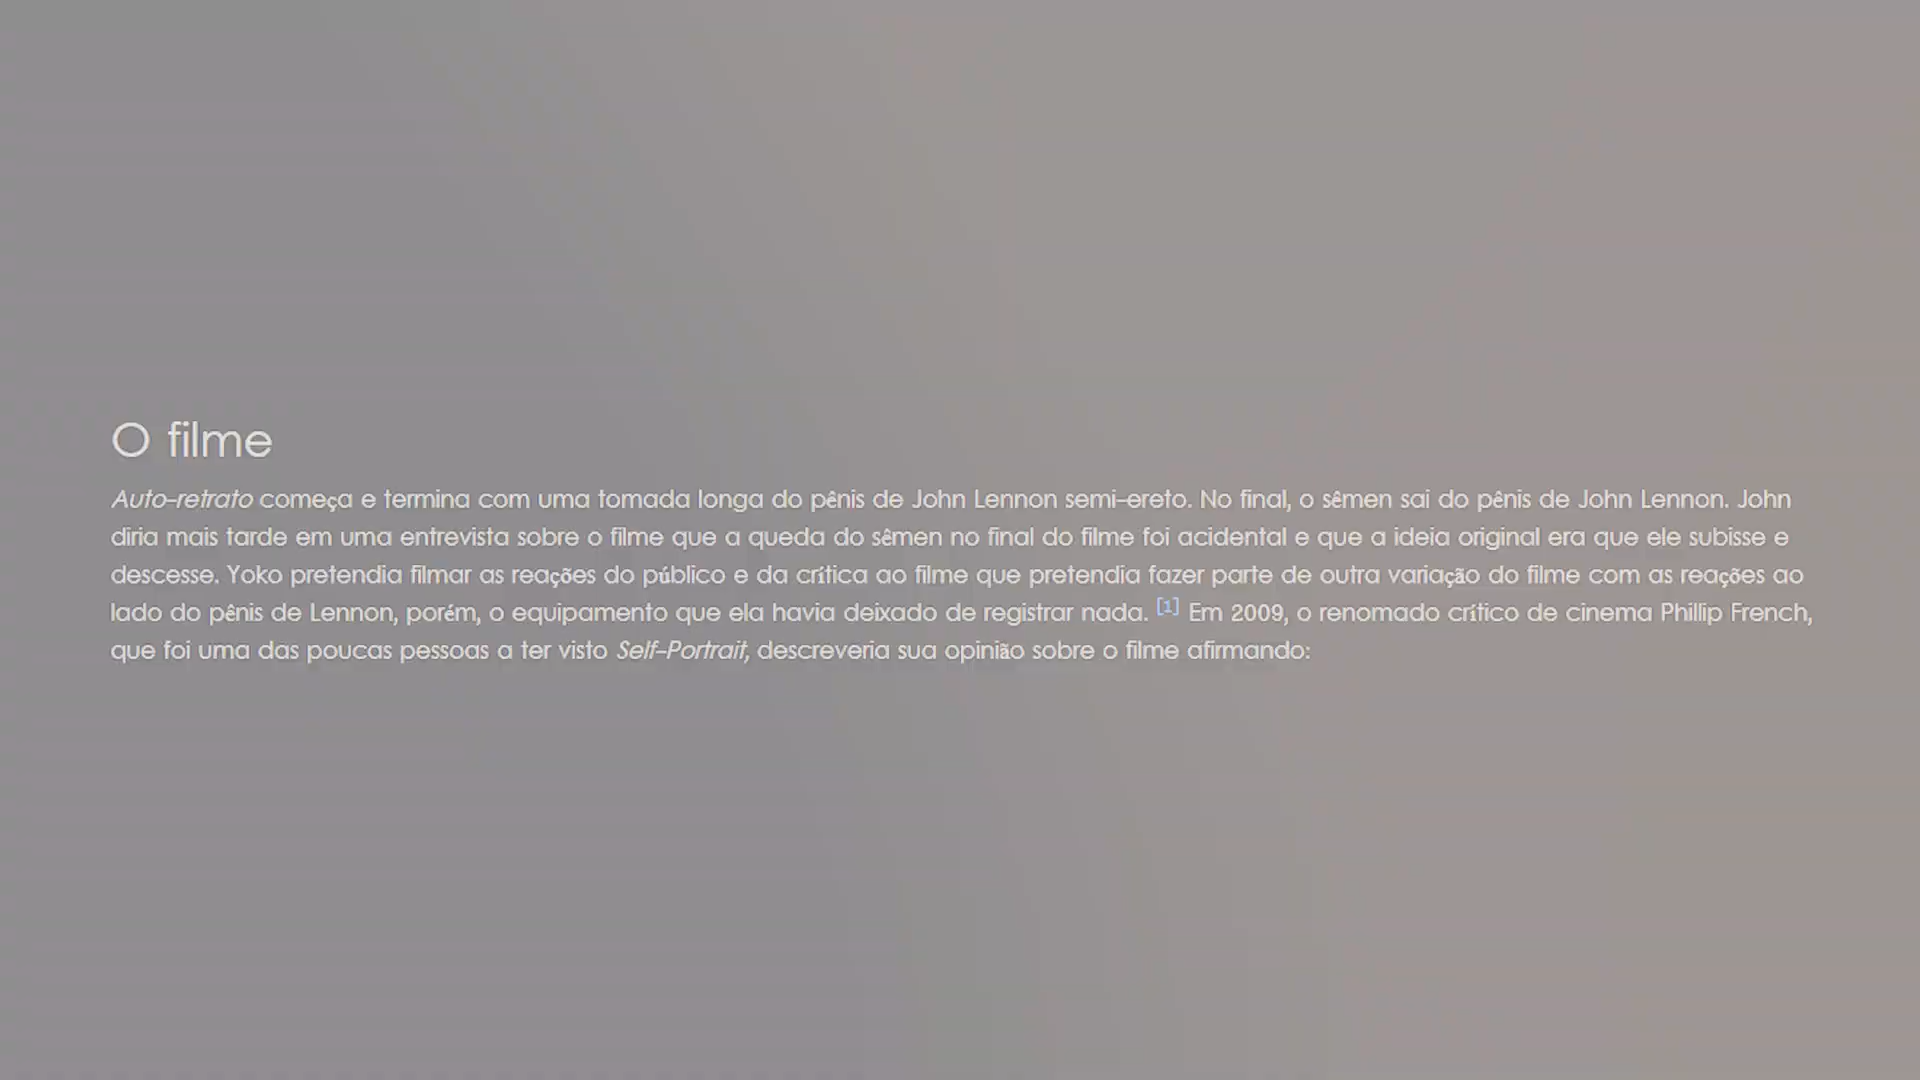 O filme
Auto-retrato começa e termina com uma tomada longa do pênis de John Lennon semi-ereto. No final, o sêmen sai do pênis de John Lennon. John
diria mais tarde em uma entrevista sobre o filme que a queda do sêmen no final do filme foi acidental e que a ideia original era que ele subisse e
descesse. Yoko pretendia filmar as reações do público e da crítica ao filme que pretendia fazer parte de outra variação do filme com as reações ao
lado do pênis de Lennon, porém, o equipamento que ela havia deixado de registrar nada. [1] Em 2009, o renomado crítico de cinema Phillip French,
que foi uma das poucas pessoas a ter visto Self-Portrait, descreveria sua opinião sobre o filme afirmando: